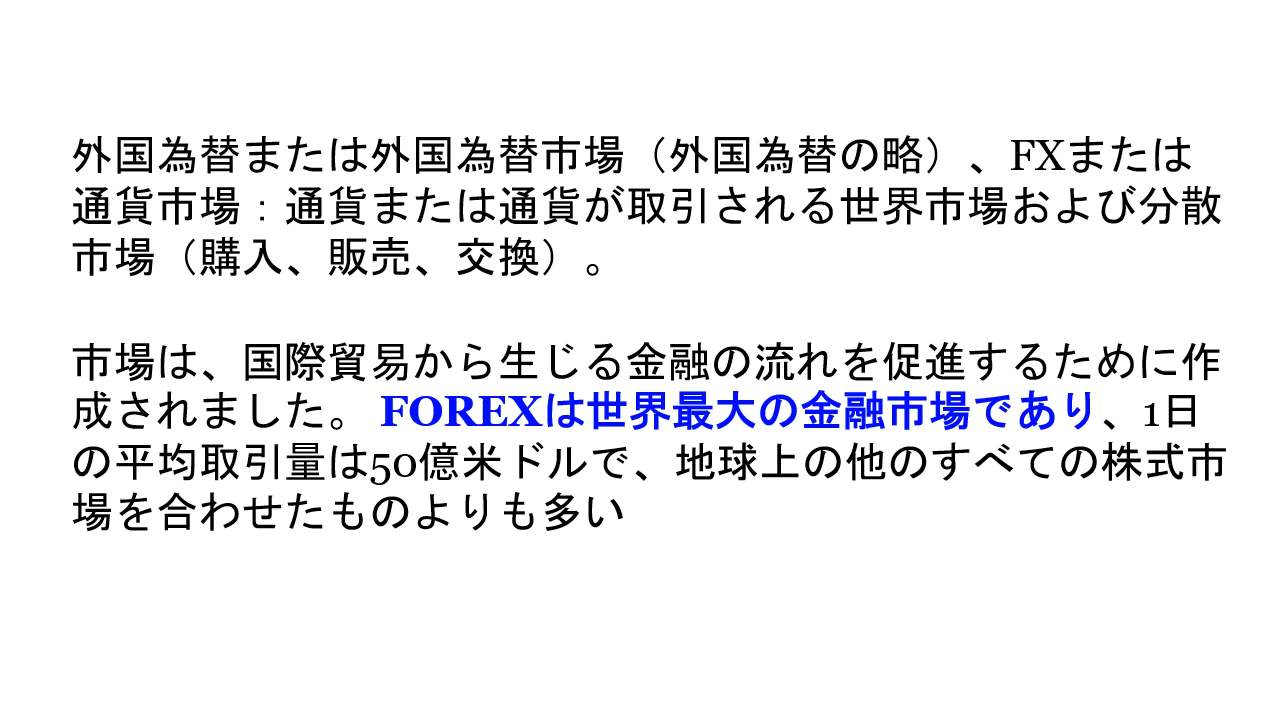 外国為替または外国為替市場（外国為替の略）、FXまたは
通貨市場：通貨または通貨が取引される世界市場および分散
市場（購入、販売、交換）。
市場は、国際貿易から生じる金融の流れを促進するために作
成されました。 FOREXは世界最大の金融市場であり、1日
の平均取引量は50億米ドルで、地球上の他のすべての株式市
場を合わせたものよりも多い